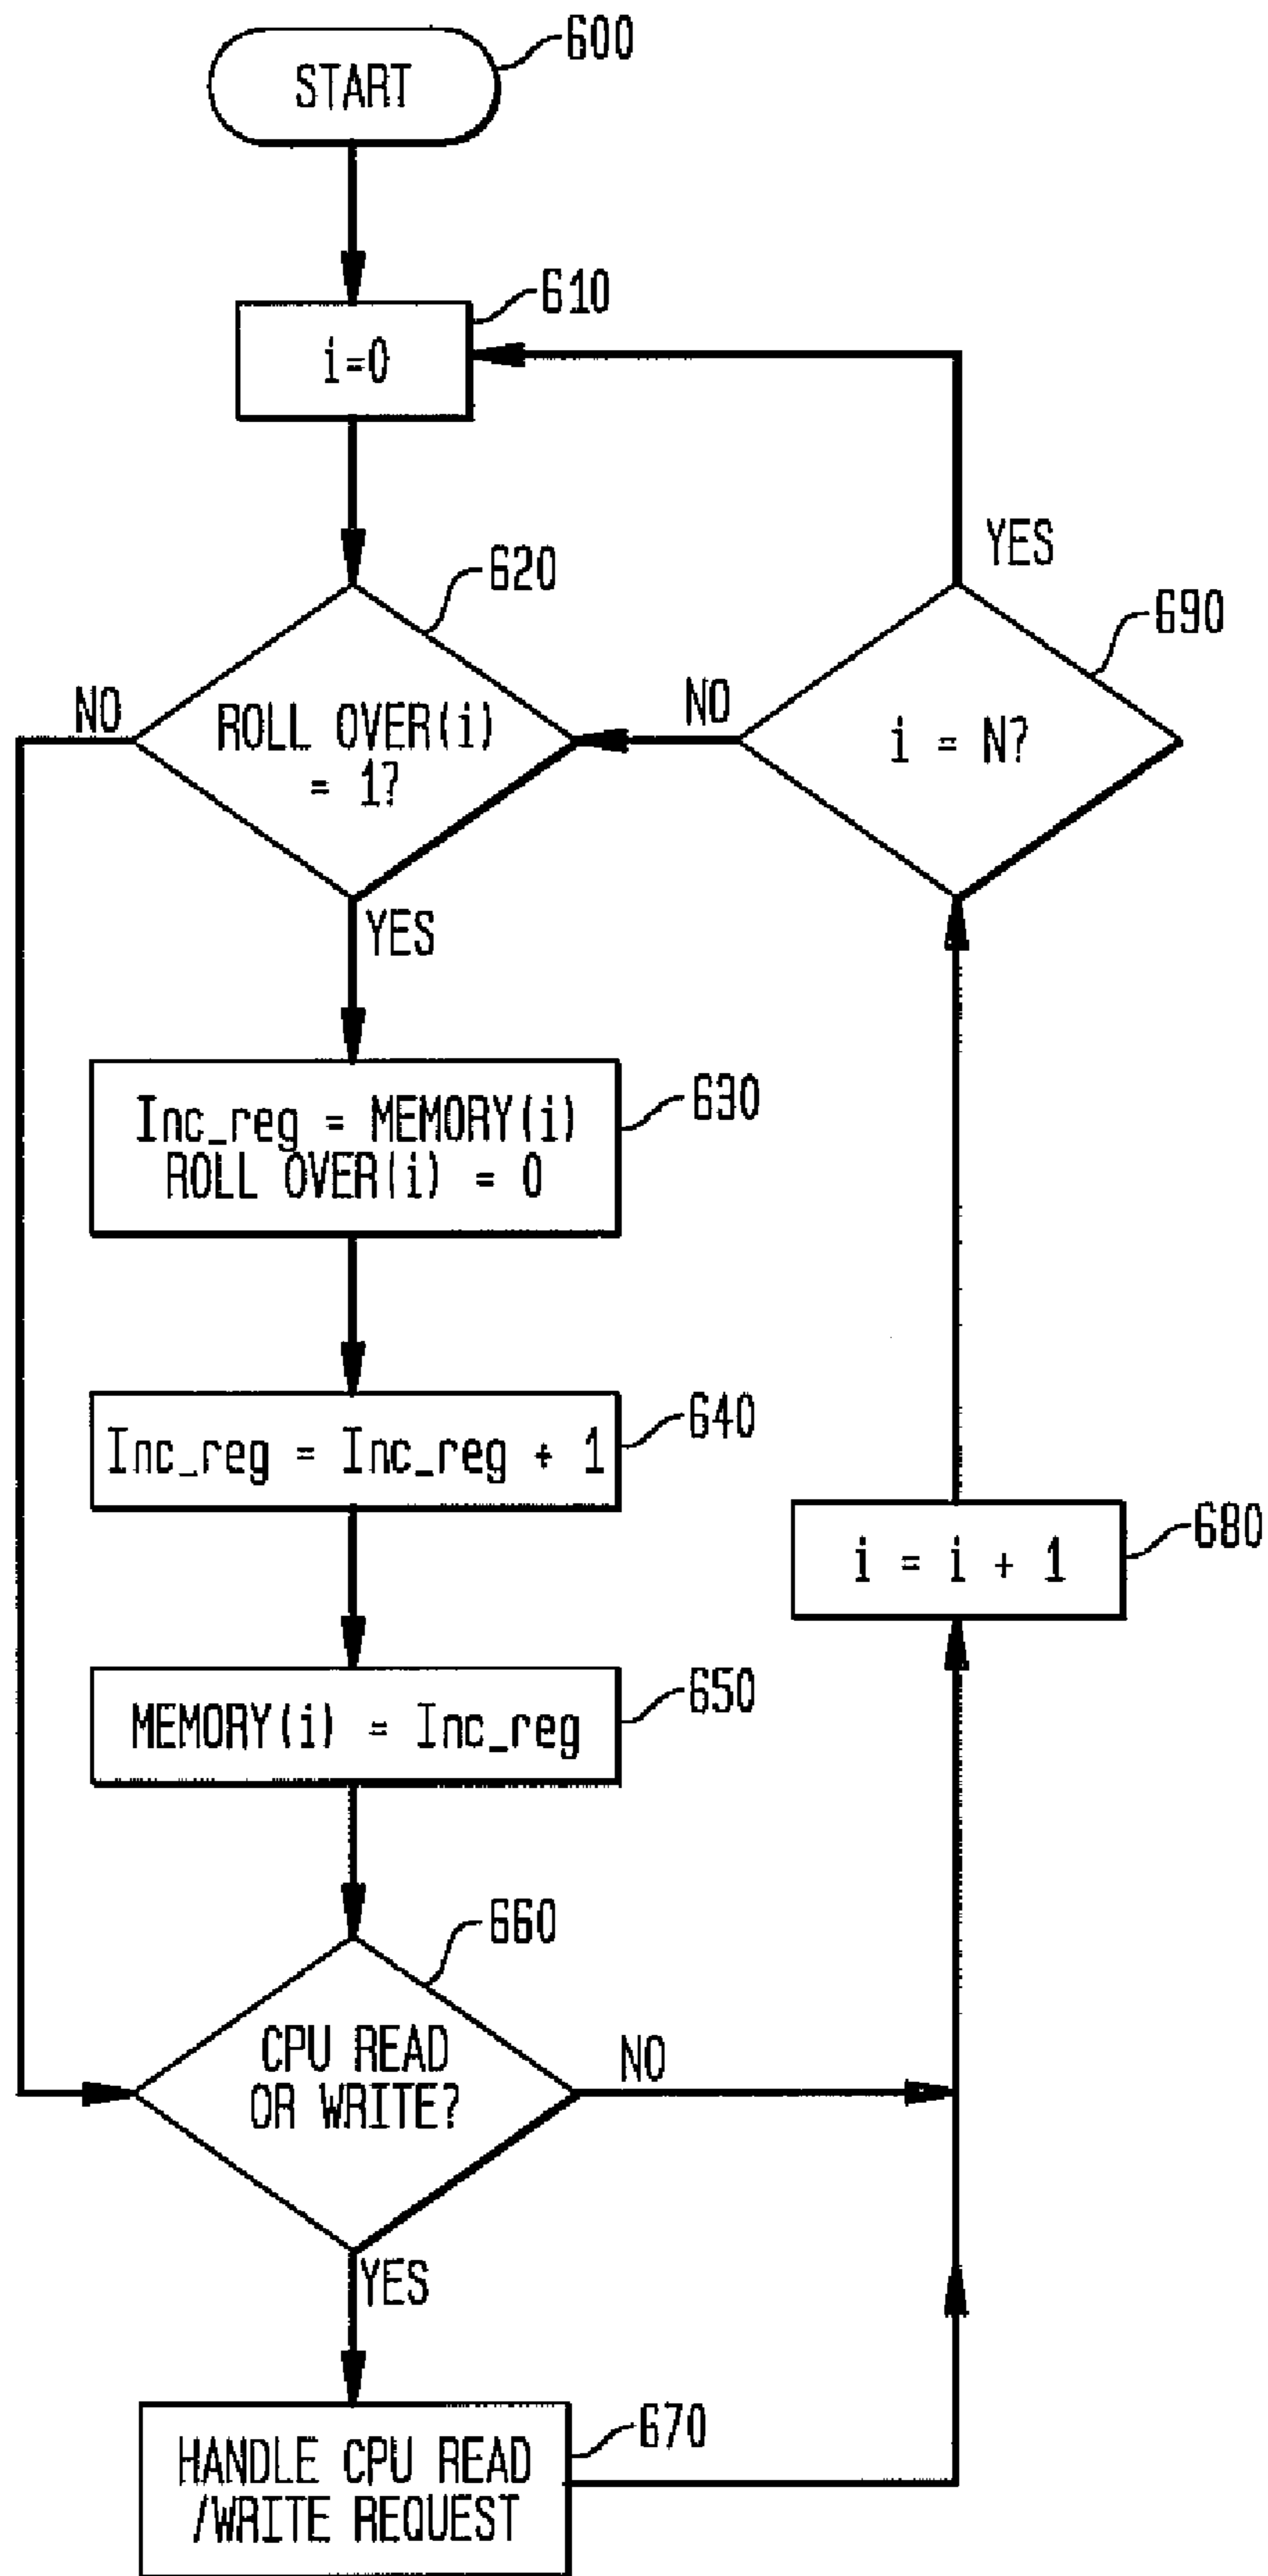 START
600
i=0
610
YES
620
690
NO
ROLL OVER(i)
= 1?
NO
i = N?
YES
Inc_reg = MEMORY(i)
ROLL OVER(i) = 0
630
Inc_reg = Inc_reg + 1
640
i = i + 1
680
MEMORY(i) = Inc_reg
650
660
CPU READ
OR WRITE?
NO
YES
HANDLE CPU READ
/WRITE REQUEST
670